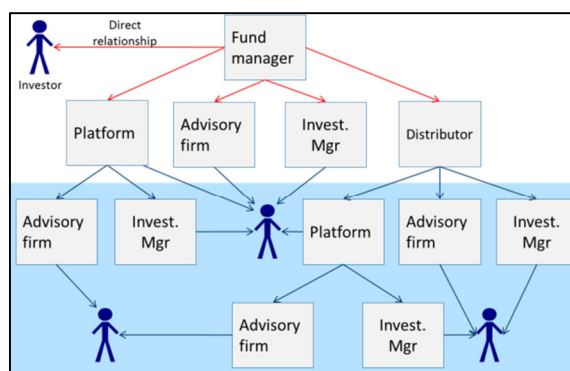 Direct
relationship
Fund
manager
Investor
Platform
Advisory
firm
Invest.
Mgr
Distributor
Advisory
firm
Invest.
Mgr
Platform
Advisory
firm
Invest.
Mgr
Advisory
firm
Invest.
Mgr